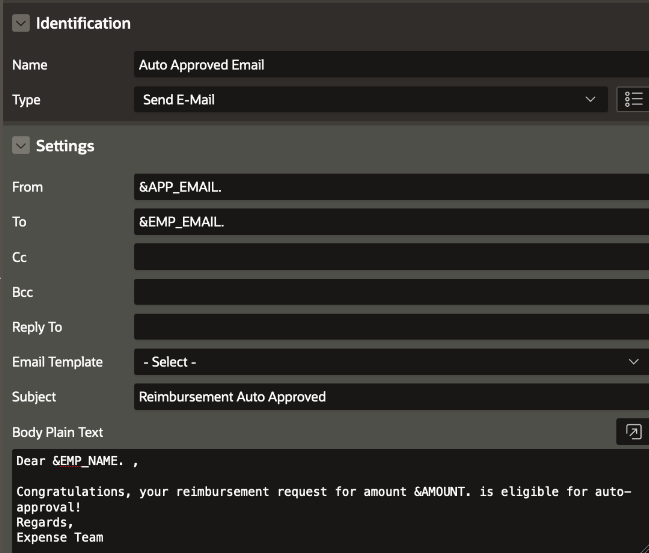 Identification
Name Auto Approved Email
Type Send E-Mail
Settings
From &APP_EMAIL.
To &EMP_EMAIL.
Cc
Bcc
Reply To
Email Template - Select -
Subject Reimbursement Auto Approved
Body Plain Text
Dear &EMP_NAME. ,
Congratulations, your reimbursement request for amount &AMOUNT. is eligible for auto-
approval!
Regards,
Expense Team